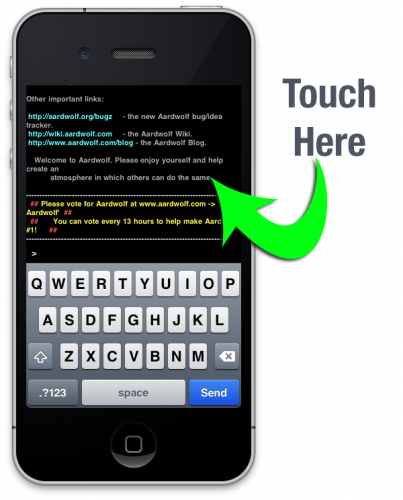 Touch
Here
Other important links:
http://aardwolf.org/bugz - the new Aardwolf bug/idea
tracker.
http://wiki.aardwolf.com - the Aardwolf Wiki.
http://www.aardwolf.com/blog - the Aardwolf Blog.
Welcome to Aardwolf. Please enjoy yourself and help
create an
atmosphere in which others can do the same.
## Please vote for Aardwolf at www.aardwolf.com ->
Aardwolf' ##
## You can vote every 13 hours to help make Aard
#1! ##
>
Q W E R T Y U I O P
A S D F G H J K L
Z X C V B N M
.?123 space Send